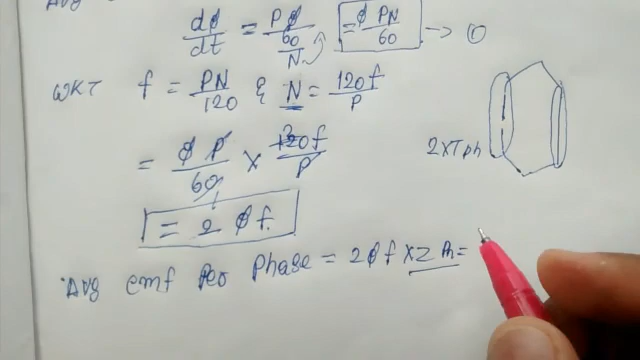 dϕ/dt = Pϕ/(60/N) = ϕPN/60 → ①
WKT f = PN/120 & N = 120f/P
= ϕP/60 × 120f/P
2×Tph
= 2ϕf
Avg emf Per Phase = 2ϕf × Z Ph =